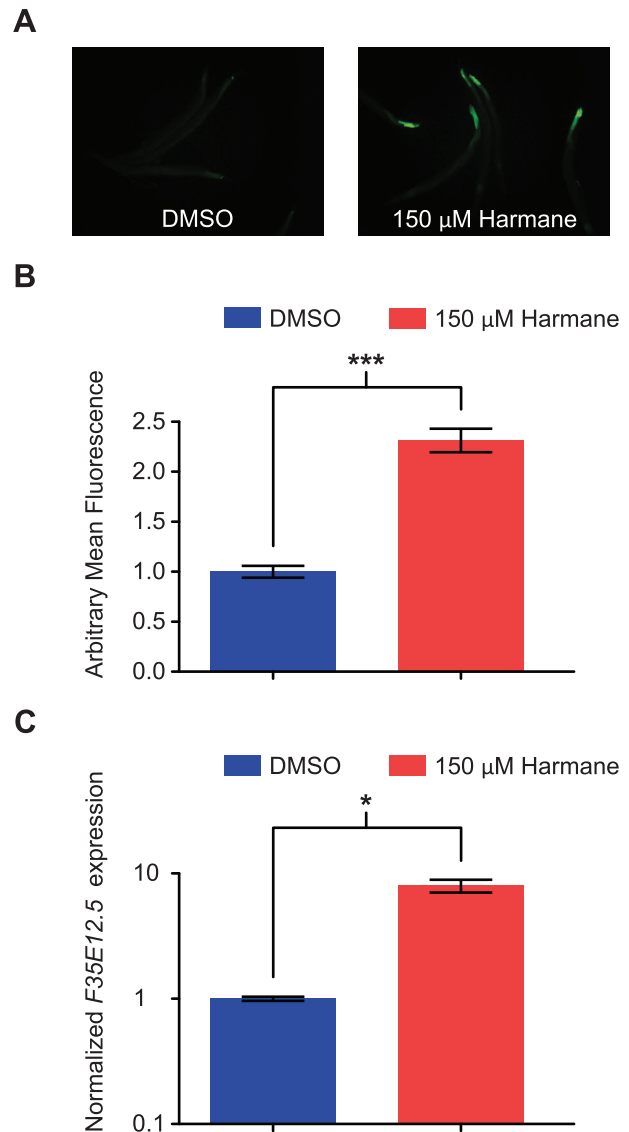 A
DMSO
150 µM Harmane
B
DMSO
150 µM Harmane
***
Arbitrary Mean Fluorescence
2.5
2.0
1.5
1.0
0.5
0.0
C
DMSO
150 µM Harmane
*
Normalized F35E12.5 expression
10
1
0.1